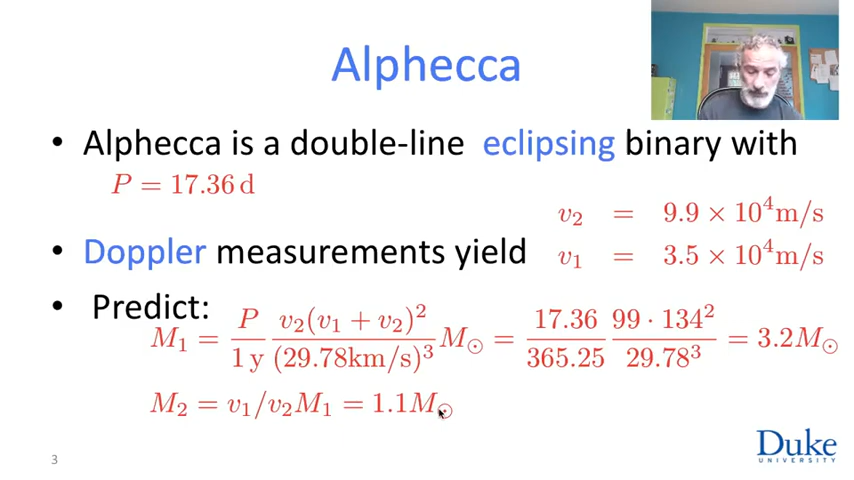 Alphecca
• Alphecca is a double-line eclipsing binary with
P = 17.36 d
v₂ = 9.9 × 10⁴m/s
• Doppler measurements yield v₁ = 3.5 × 10⁴m/s
• Predict:
M₁ = P/1 y v₂(v₁ + v₂)²/(29.78km/s)³ M☉ = 17.36/365.25 99 · 134²/29.78³ = 3.2M☉
M₂ = v₁/v₂M₁ = 1.1M☉
3
Duke
UNIVERSITY